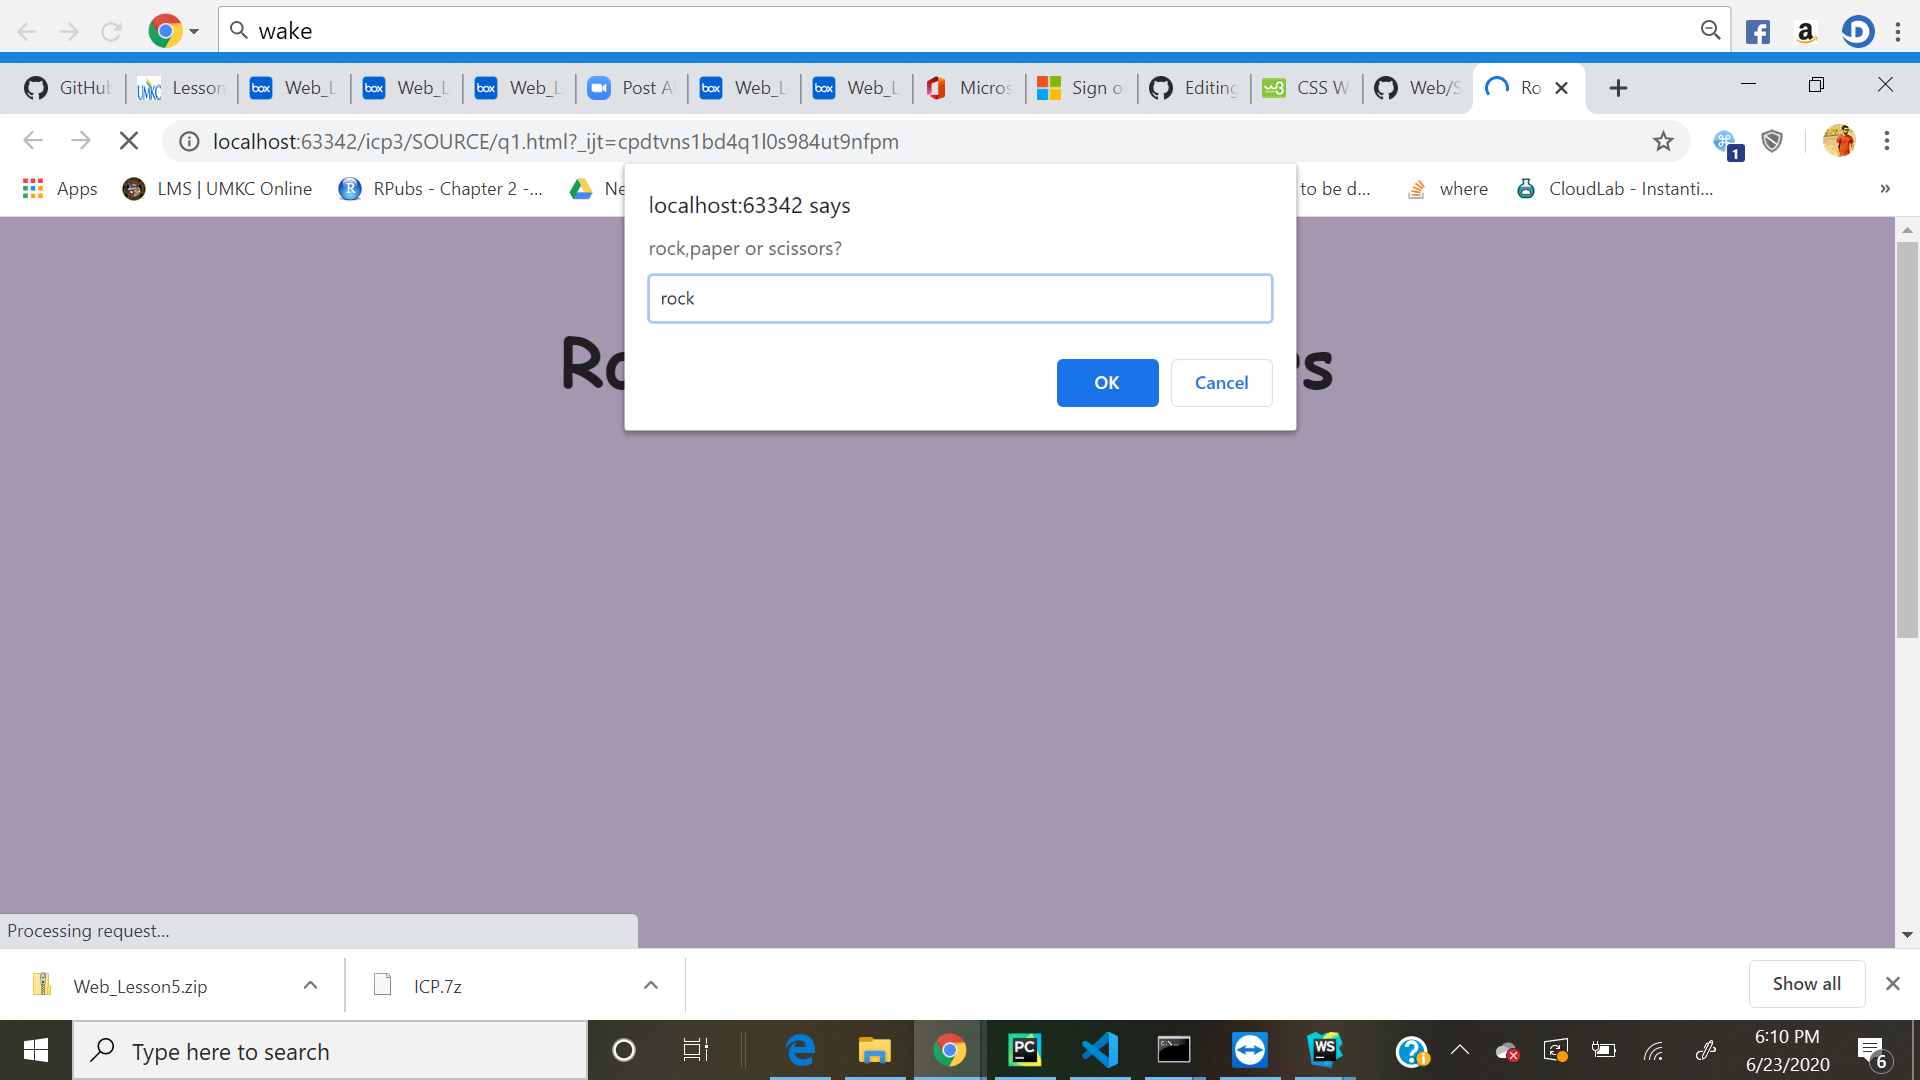 wake
GitHub
Lesson
Web_L
Web_L
Web_L
Post A
Web_L
Web_L
Micros
Sign o
Editing
CSS W
Web/S
Ro
localhost:63342/icp3/SOURCE/q1.html?_ijt=cpdtvns1bd4q1l0s984ut9nfpm
1
Apps
LMS | UMKC Online
RPubs - Chapter 2 -...
Ne
to be d...
where
CloudLab - Instanti...
»
localhost:63342 says
rock,paper or scissors?
rock
OK
Cancel
Ro
rs
Processing request...
Web_Lesson5.zip
ICP.7z
Show all
Type here to search
6:10 PM
6/23/2020
6